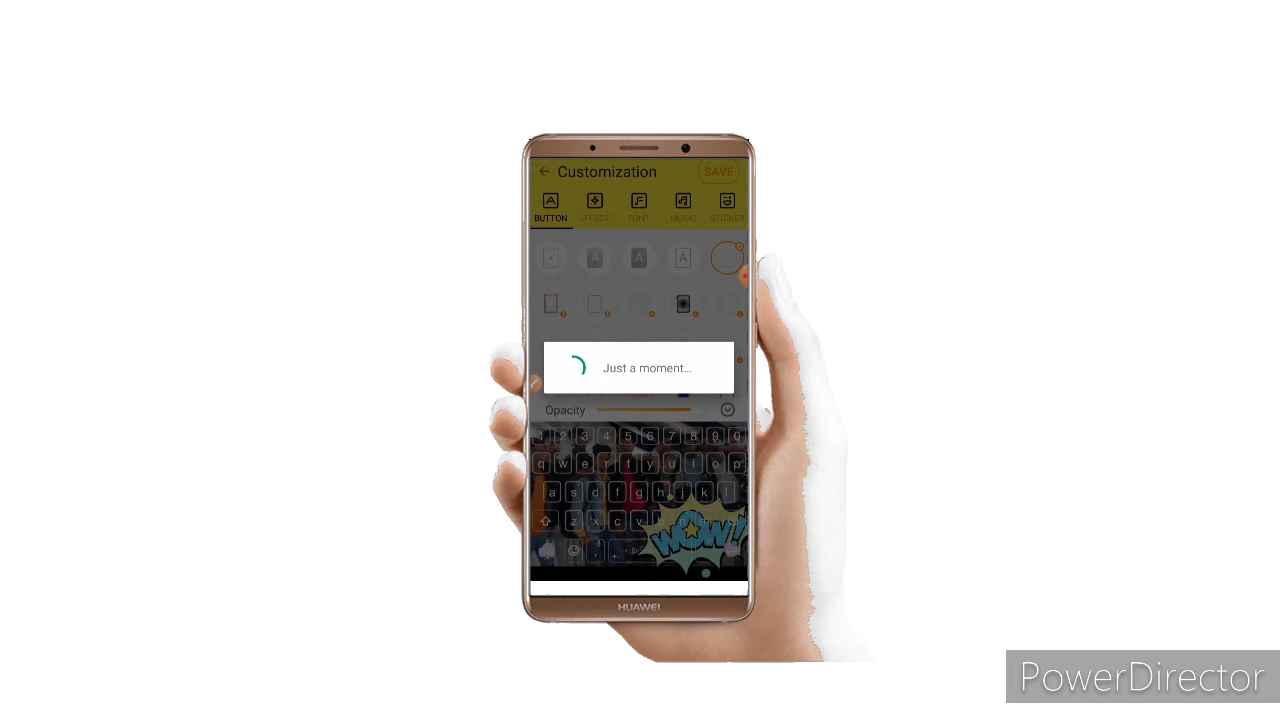 Customization
SAVE
BUTTON EFFECT FONT MUSIC STICKER
A A A
Just a moment...
Opacity
1 2 3 4 5 6 7 8 9 0
q w e r t y u i o p
a s d f g h j k l
z x c v b n m
WOW!
HUAWEI
PowerDirector